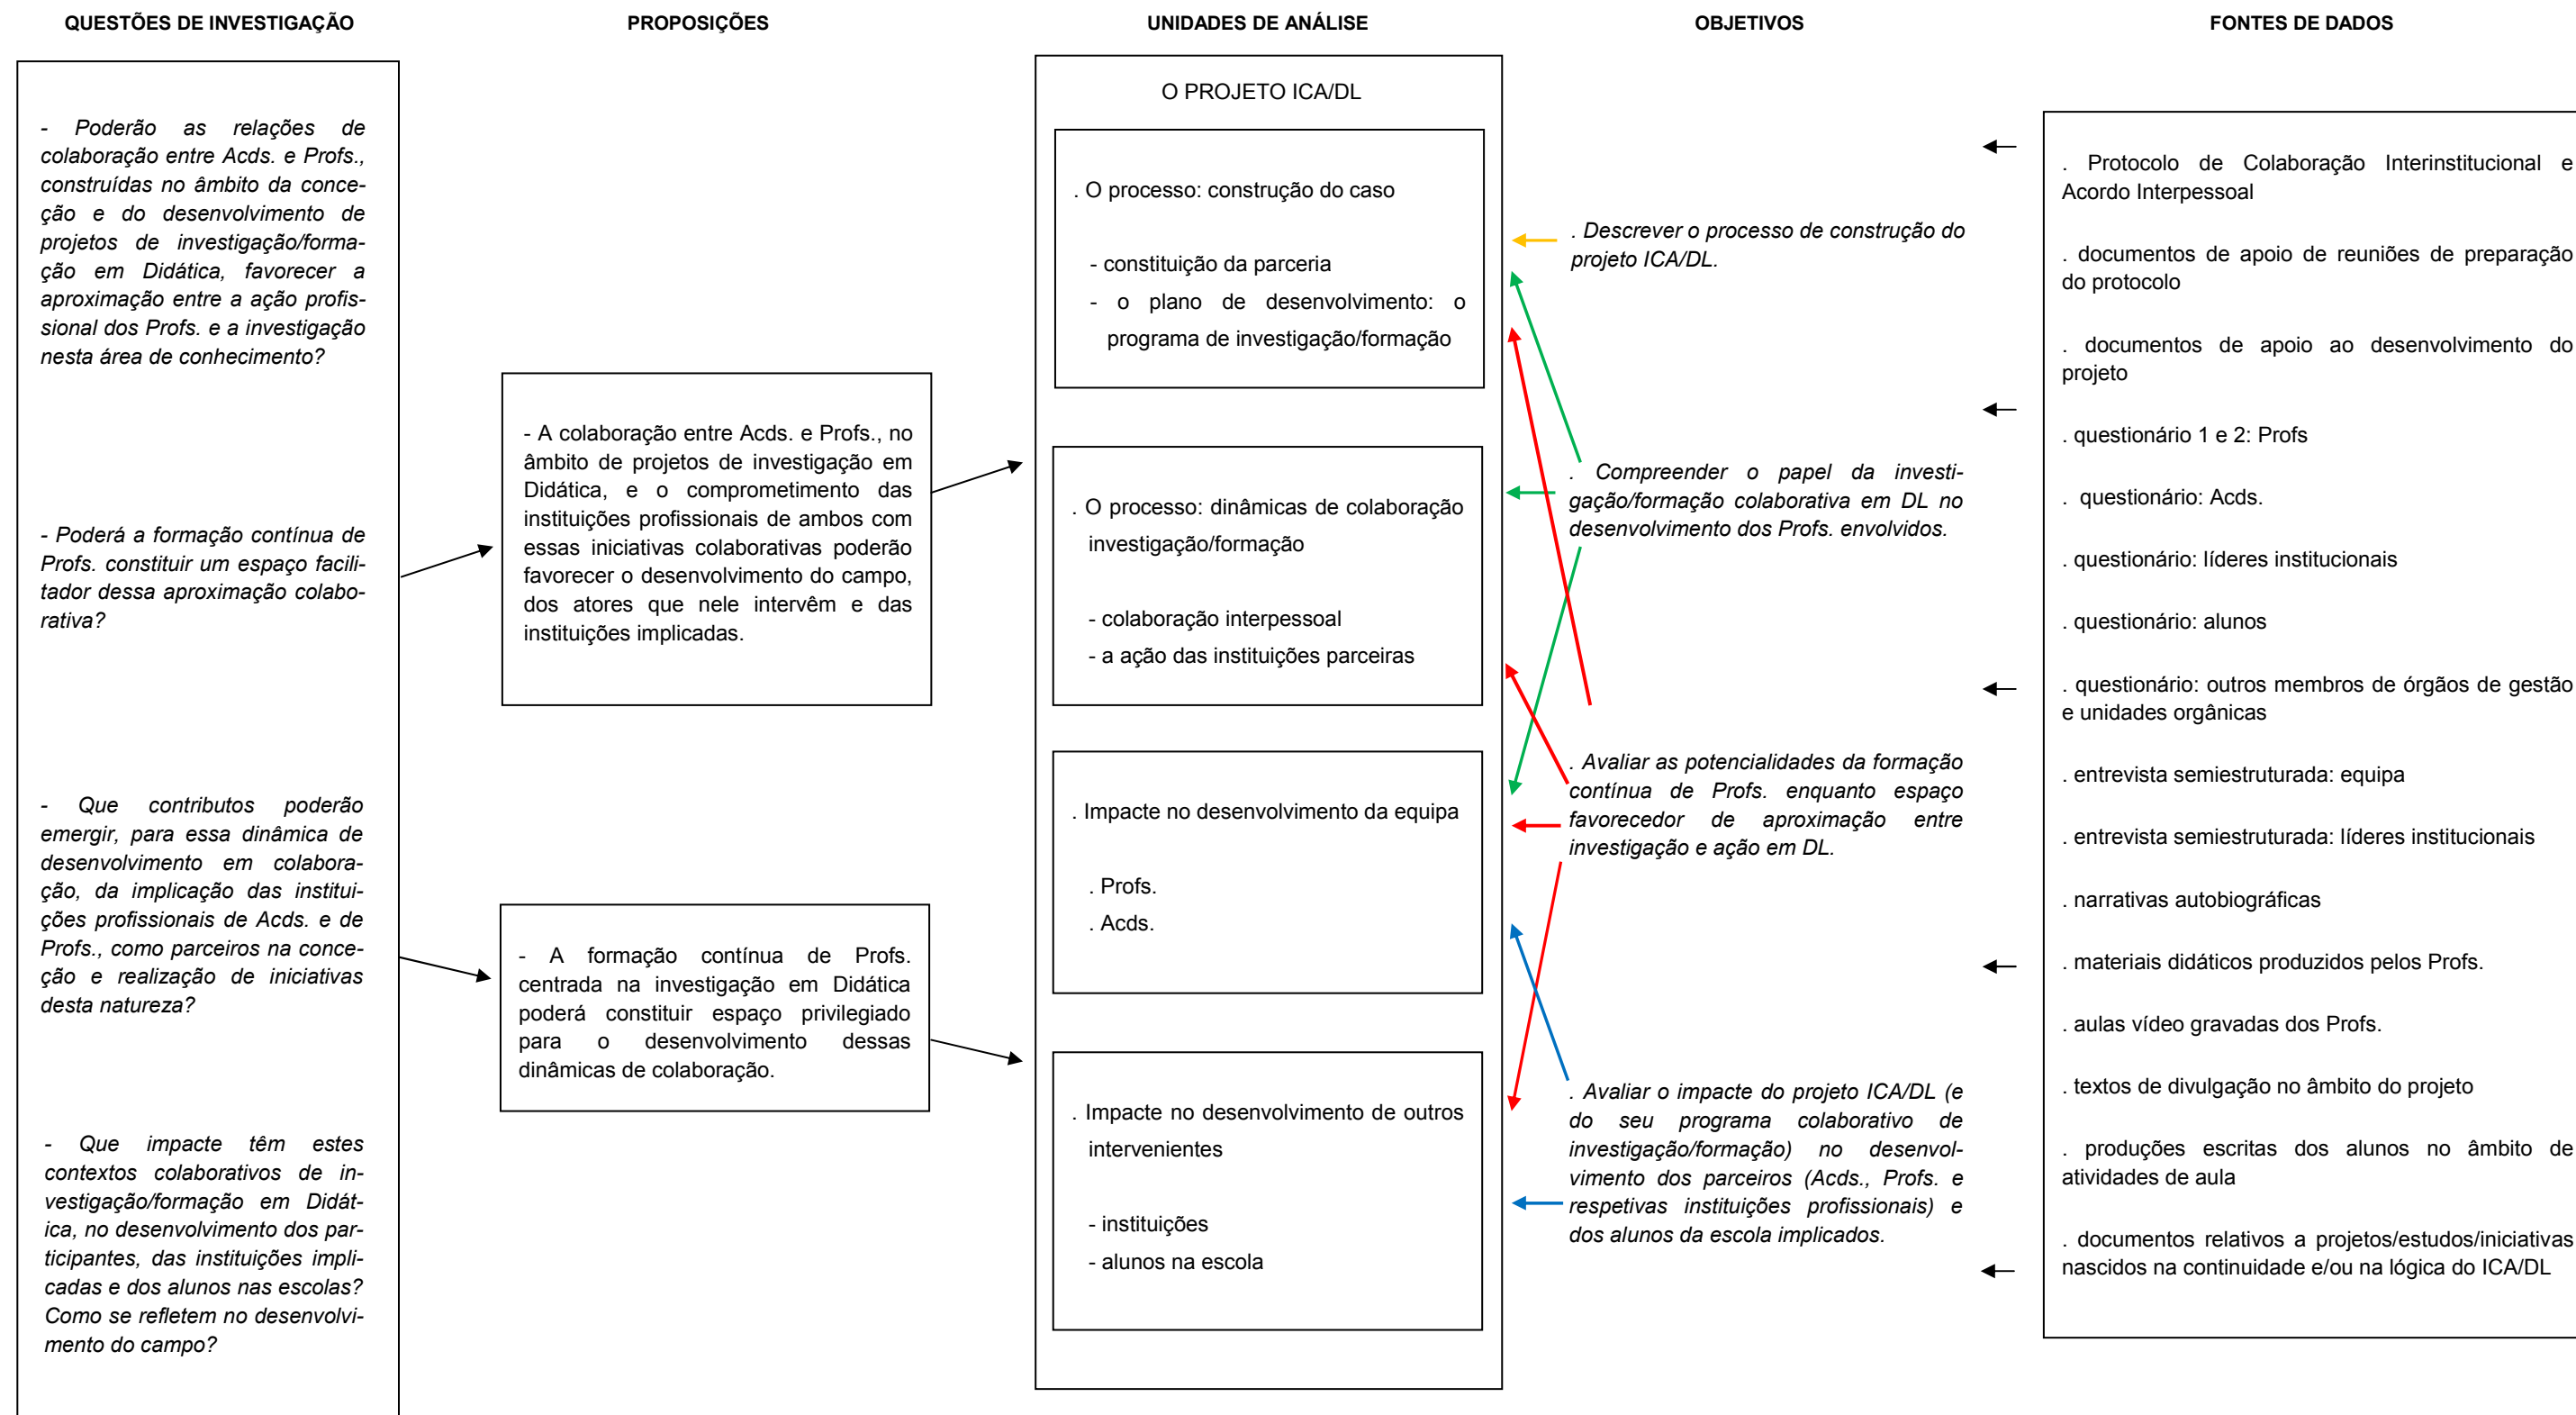 QUESTÕES DE INVESTIGAÇÃO
- Poderão as relações de
colaboração entre Acds. e Profs.,
construídas no âmbito da conce-
ção e do desenvolvimento de
projetos de investigação/forma-
ção em Didática, favorecer a
aproximação entre a ação profis-
sional dos Profs. e a investigação
nesta área de conhecimento?
- Poderá a formação contínua de
Profs. constituir um espaço facili-
tador dessa aproximação colabo-
rativa?
- Que contributos poderão
emergir, para essa dinâmica de
desenvolvimento em colabora-
ção, da implicação das institui-
ções profissionais de Acds. e de
Profs., como parceiros na conce-
ção e realização de iniciativas
desta natureza?
- Que impacte têm estes
contextos colaborativos de in-
vestigação/formação em Didát-
ica, no desenvolvimento dos par-
ticipantes, das instituições impli-
cadas e dos alunos nas escolas?
Como se refletem no desenvolvi-
mento do campo?
PROPOSIÇÕES
- A colaboração entre Acds. e Profs., no
âmbito de projetos de investigação em
Didática, e o comprometimento das
instituições profissionais de ambos com
essas iniciativas colaborativas poderão
favorecer o desenvolvimento do campo,
dos atores que nele intervêm e das
instituições implicadas.
- A formação contínua de Profs.
centrada na investigação em Didática
poderá constituir espaço privilegiado
para o desenvolvimento dessas
dinâmicas de colaboração.
UNIDADES DE ANÁLISE
O PROJETO ICA/DL
. O processo: construção do caso
- constituição da parceria
- o plano de desenvolvimento: o
programa de investigação/formação
. O processo: dinâmicas de colaboração
investigação/formação
- colaboração interpessoal
- a ação das instituições parceiras
. Impacte no desenvolvimento da equipa
. Profs.
. Acds.
. Impacte no desenvolvimento de outros
intervenientes
- instituições
- alunos na escola
OBJETIVOS
. Descrever o processo de construção do
projeto ICA/DL.
. Compreender o papel da investi-
gação/formação colaborativa em DL no
desenvolvimento dos Profs. envolvidos.
. Avaliar as potencialidades da formação
contínua de Profs. enquanto espaço
favorecedor de aproximação entre
investigação e ação em DL.
. Avaliar o impacte do projeto ICA/DL (e
do seu programa colaborativo de
investigação/formação) no desenvol-
vimento dos parceiros (Acds., Profs. e
respetivas instituições profissionais) e
dos alunos da escola implicados.
FONTES DE DADOS
. Protocolo de Colaboração Interinstitucional e
Acordo Interpessoal
. documentos de apoio de reuniões de preparação
do protocolo
. documentos de apoio ao desenvolvimento do
projeto
. questionário 1 e 2: Profs
. questionário: Acds.
. questionário: líderes institucionais
. questionário: alunos
. questionário: outros membros de órgãos de gestão
e unidades orgânicas
. entrevista semiestruturada: equipa
. entrevista semiestruturada: líderes institucionais
. narrativas autobiográficas
. materiais didáticos produzidos pelos Profs.
. aulas vídeo gravadas dos Profs.
. textos de divulgação no âmbito do projeto
. produções escritas dos alunos no âmbito de
atividades de aula
. documentos relativos a projetos/estudos/iniciativas
nascidos na continuidade e/ou na lógica do ICA/DL